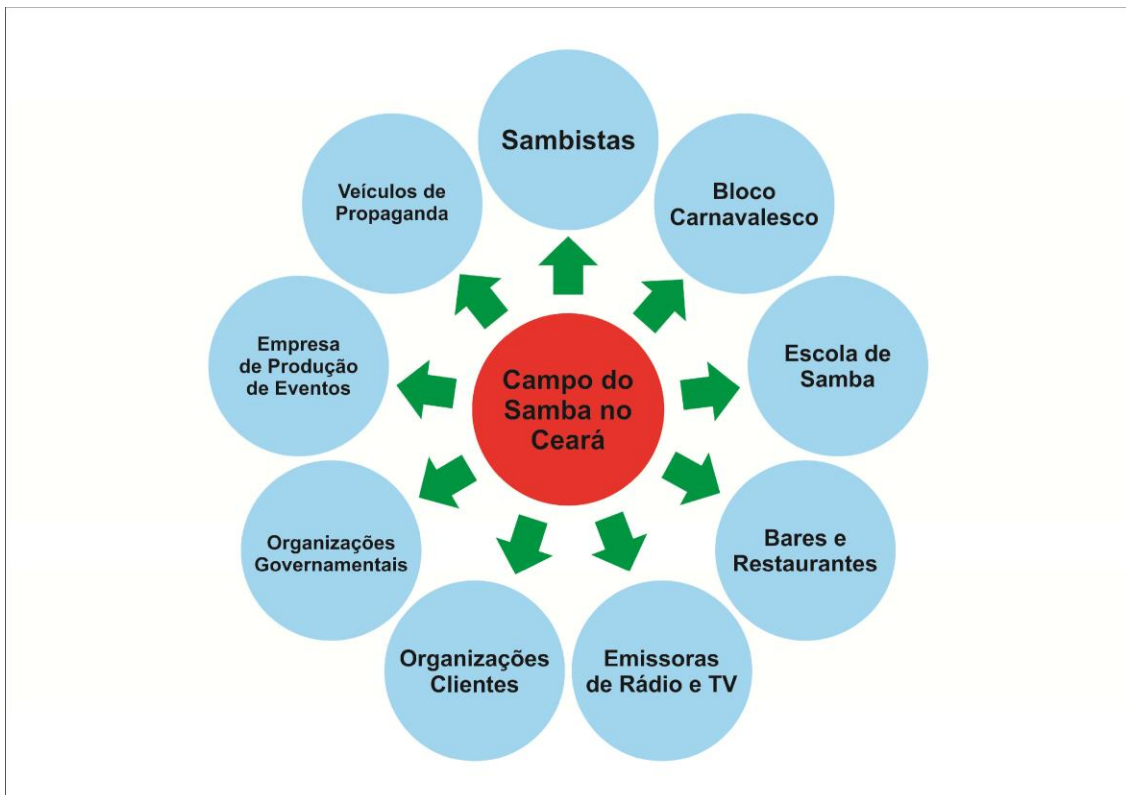 Sambistas
Bloco
Carnavalesco
Escola de
Samba
Bares e
Restaurantes
Emissoras
de Rádio e TV
Organizações
Clientes
Organizações
Governamentais
Empresa
de Produção
de Eventos
Veículos de
Propaganda
Campo do
Samba no
Ceará